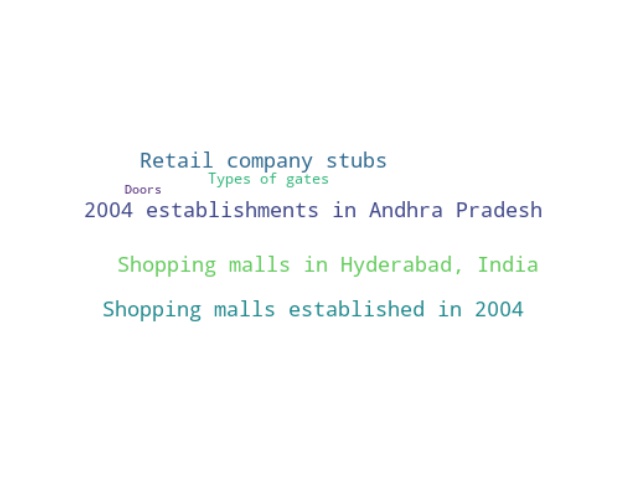 Retail company stubs
Types of gates
Doors
2004 establishments in Andhra Pradesh
Shopping malls in Hyderabad, India
Shopping malls established in 2004